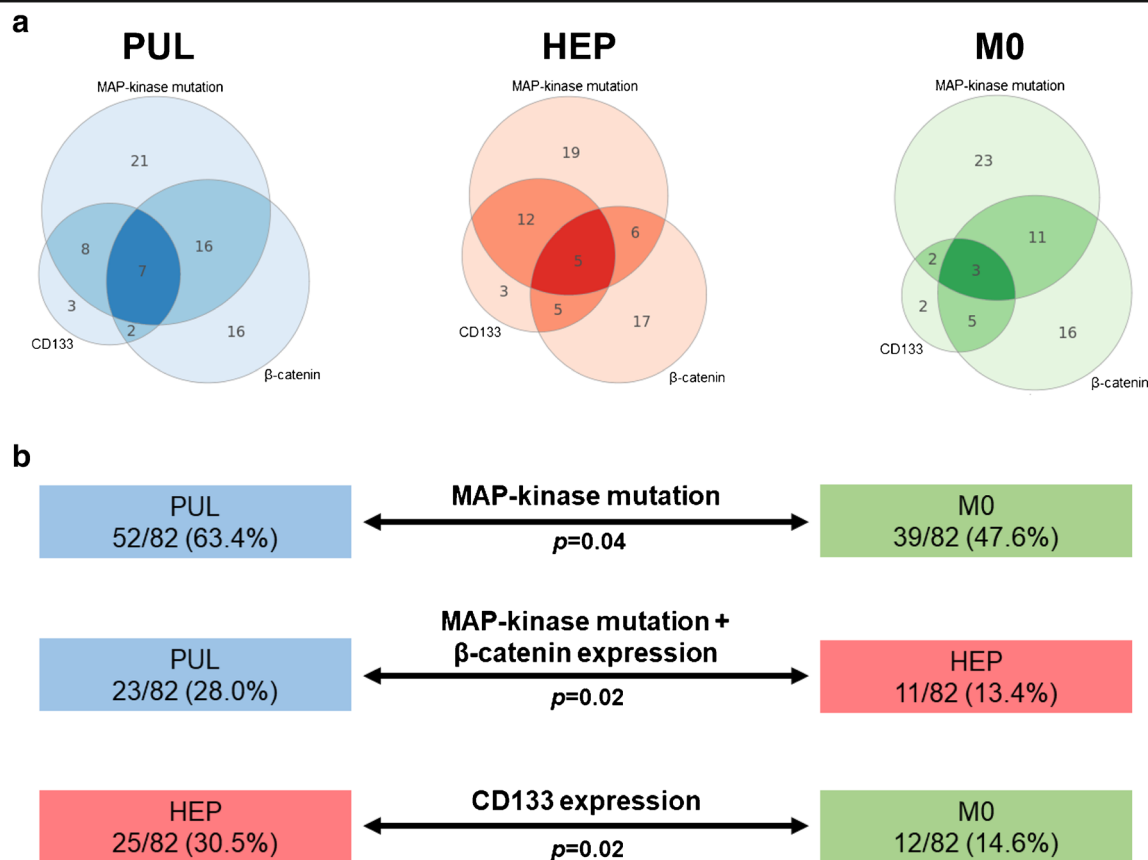 a
PUL
HEP
M0
MAP-kinase mutation
21
8
16
7
3
2
16
CD133
β-catenin
MAP-kinase mutation
19
12
6
5
3
5
17
CD133
β-catenin
MAP-kinase mutation
23
11
2
3
2
5
16
CD133
β-catenin
b
PUL
52/82 (63.4%)
MAP-kinase mutation
p=0.04
M0
39/82 (47.6%)
PUL
23/82 (28.0%)
MAP-kinase mutation +
β-catenin expression
p=0.02
HEP
11/82 (13.4%)
HEP
25/82 (30.5%)
CD133 expression
p=0.02
M0
12/82 (14.6%)